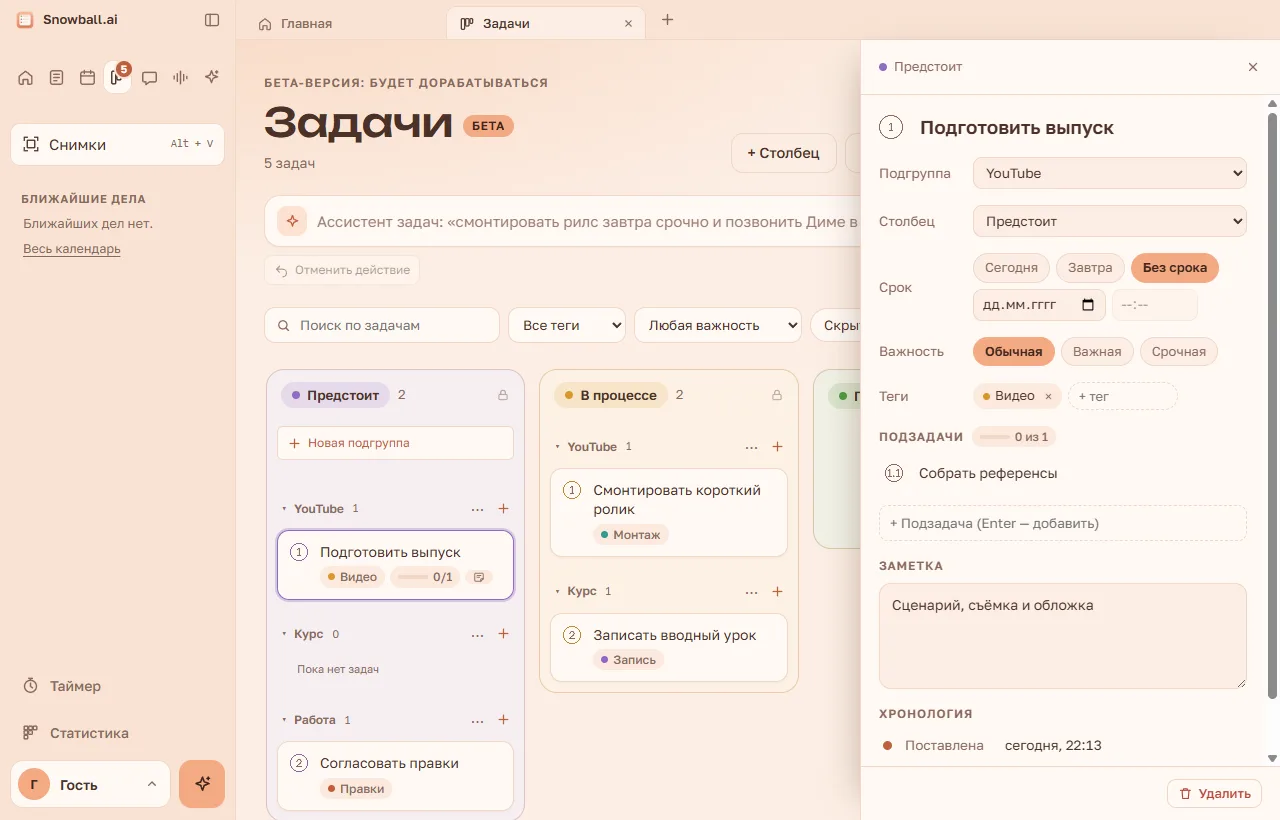 Snowball.ai
Главная
Задачи
5
Снимки
Alt + V
БЛИЖАЙШИЕ ДЕЛА
Ближайших дел нет.
Весь календарь
Таймер
Статистика
Г
Гость
БЕТА-ВЕРСИЯ: БУДЕТ ДОРАБАТЫВАТЬСЯ
Задачи БЕТА
5 задач
+ Столбец
Ассистент задач: «смонтировать рилс завтра срочно и позвонить Диме в
Отменить действие
Поиск по задачам
Все теги
Любая важность
Предстоит 2
Новая подгруппа
YouTube 1
1 Подготовить выпуск
Видео 0/1
Курс 0
Пока нет задач
Работа 1
2 Согласовать правки
Правки
В процессе 2
YouTube 1
1 Смонтировать короткий
ролик
Монтаж
Курс 1
2 Записать вводный урок
Запись
Предстоит
1 Подготовить выпуск
Подгруппа YouTube
Столбец Предстоит
Срок
Сегодня Завтра Без срока
дд.мм.гггг --:--
Важность Обычная Важная Срочная
Теги Видео × + тег
ПОДЗАДАЧИ 0 из 1
1.1 Собрать референсы
+ Подзадача (Enter — добавить)
ЗАМЕТКА
Сценарий, съёмка и обложка
ХРОНОЛОГИЯ
Поставлена сегодня, 22:13
Удалить